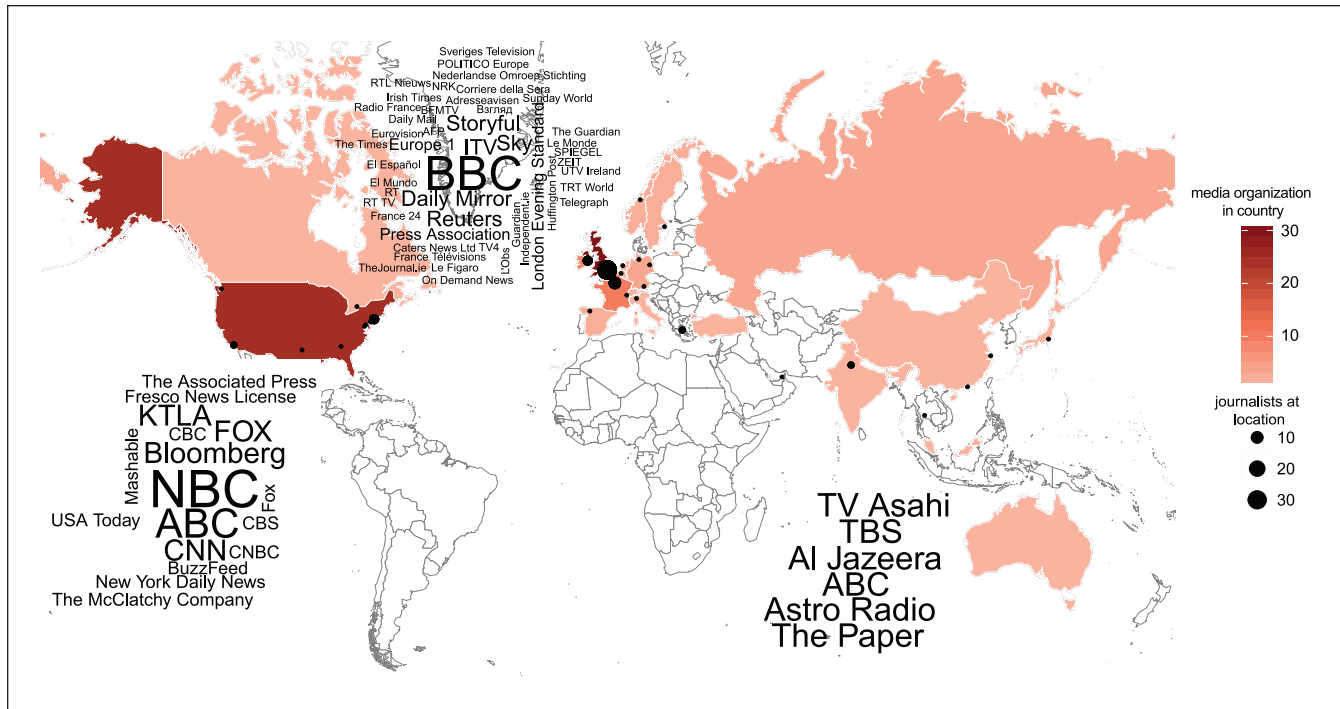 Sveriges Television
POLITICO Europe
Nederlandse Omroep Stichting
RTL Nieuws NRK Corriere della Sera
Irish Times Adresseavisen Sunday World
Radio France BFMTV Взгляд
Daily Mail Storyful
Eurovision AFP The Guardian
The Times Europe 1 ITV Sky Le Monde
SPIEGEL
El Español BBC ZEIT
UTV Ireland
El Mundo
RT Daily Mirror TRT World
RT TV Telegraph
France 24 Reuters
Press Association
Caters News Ltd TV4
France Télévisions
TheJournal.ie Le Figaro
On Demand News
L'Obs
Guardian
Independent.ie
London Evening Standard
Huffington Post
The Associated Press
Fresco News License
KTLA
CBC FOX
Bloomberg
Mashable
NBC
Fox
USA Today ABC CBS
CNN CNBC
BuzzFeed
New York Daily News
The McClatchy Company
TV Asahi
TBS
Al Jazeera
ABC
Astro Radio
The Paper
media organization
in country
30
20
10
journalists at
location
10
20
30